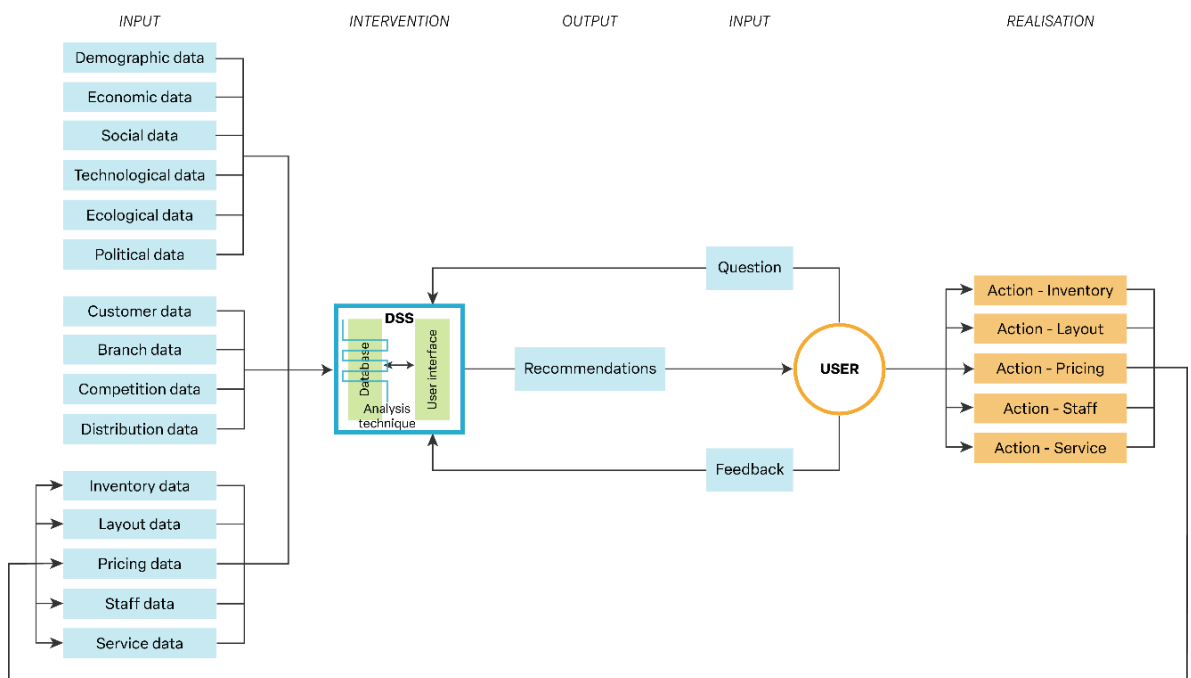 INPUT
INTERVENTION
OUTPUT
INPUT
REALISATION
Demographic data
Economic data
Social data
Technological data
Ecological data
Political data
Customer data
Branch data
Competition data
Distribution data
Inventory data
Layout data
Pricing data
Staff data
Service data
DSS
Database
User interface
Analysis
technique
Recommendations
Question
Feedback
USER
Action - Inventory
Action - Layout
Action - Pricing
Action - Staff
Action - Service